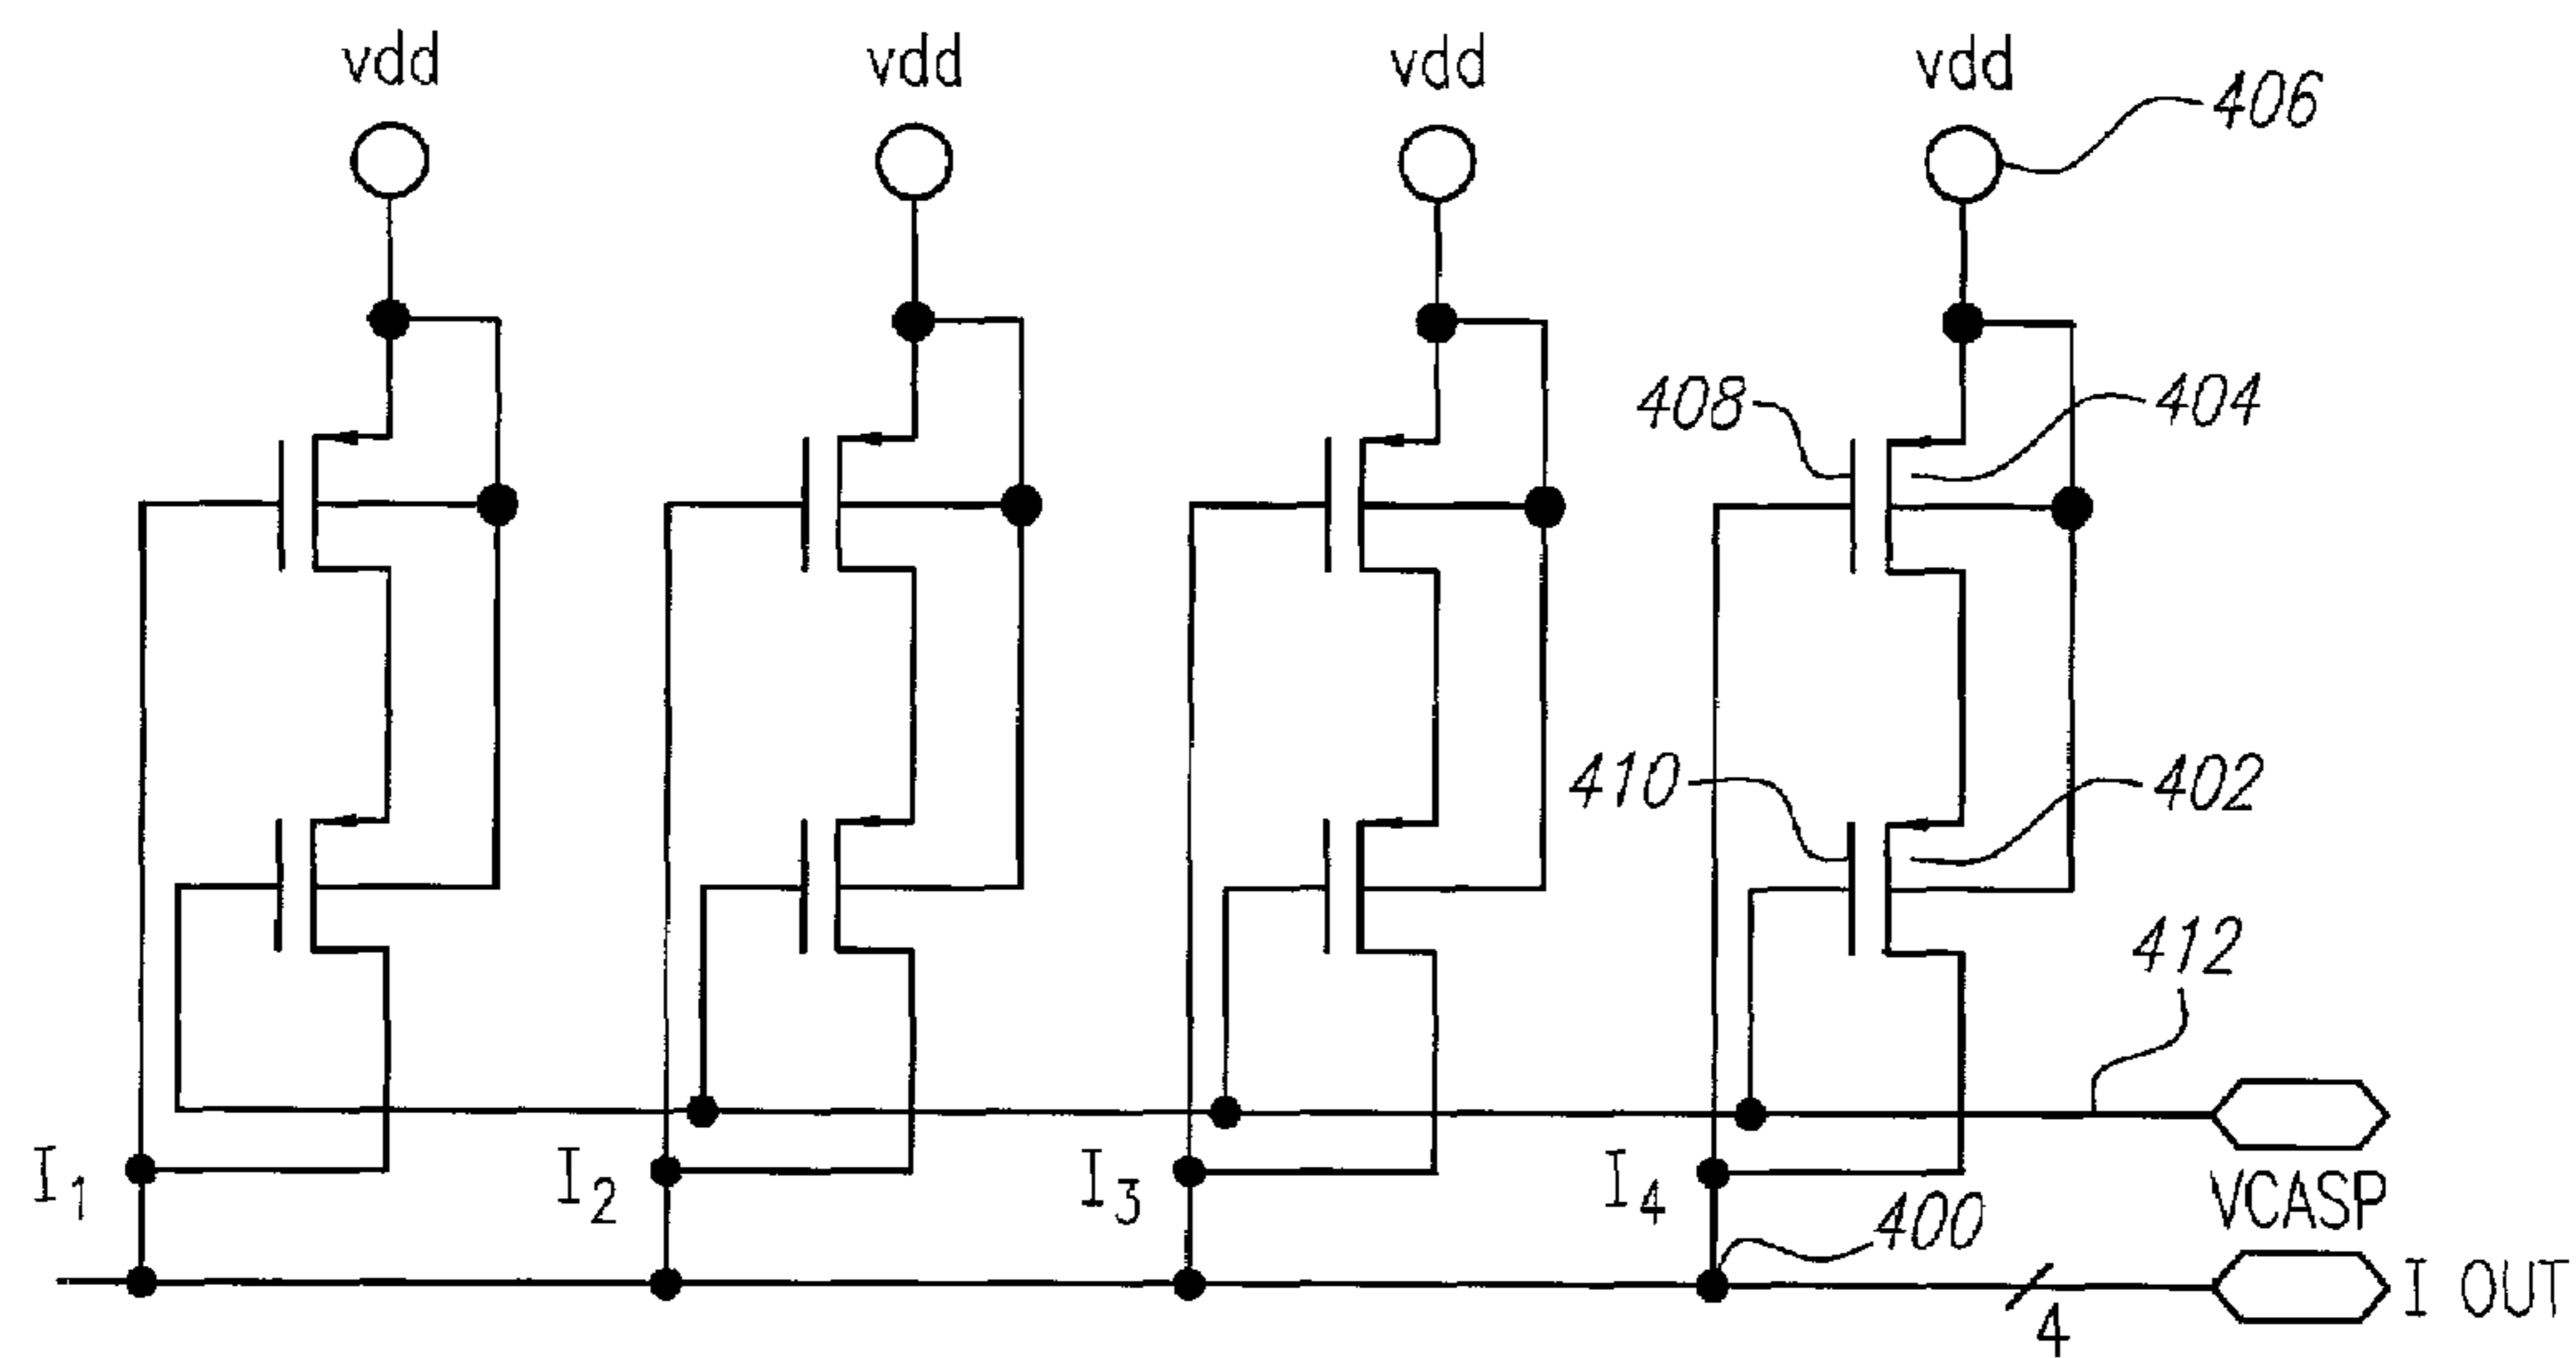 vdd vdd vdd vdd 406
408 404
410 402
412
I1 I2 I3 I4 VCASP
400
4 I OUT